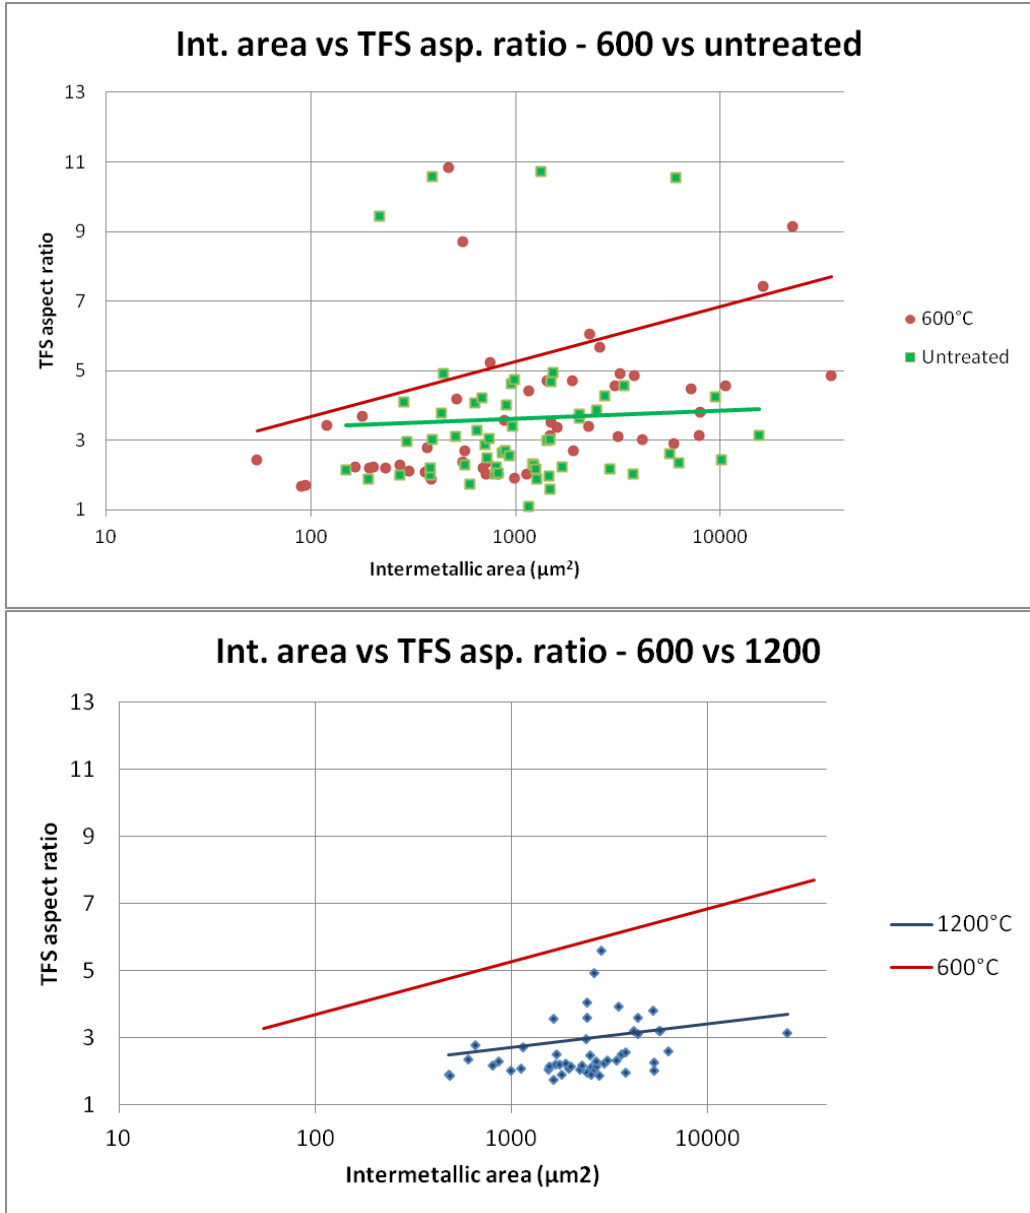 Int. area vs TFS asp. ratio - 600 vs untreated
13
11
9
7
5
3
1
TFS aspect ratio
10 100 1000 10000
Intermetallic area (µm²)
600°C
Untreated
Int. area vs TFS asp. ratio - 600 vs 1200
13
11
9
7
5
3
1
TFS aspect ratio
10 100 1000 10000
Intermetallic area (µm2)
1200°C
600°C